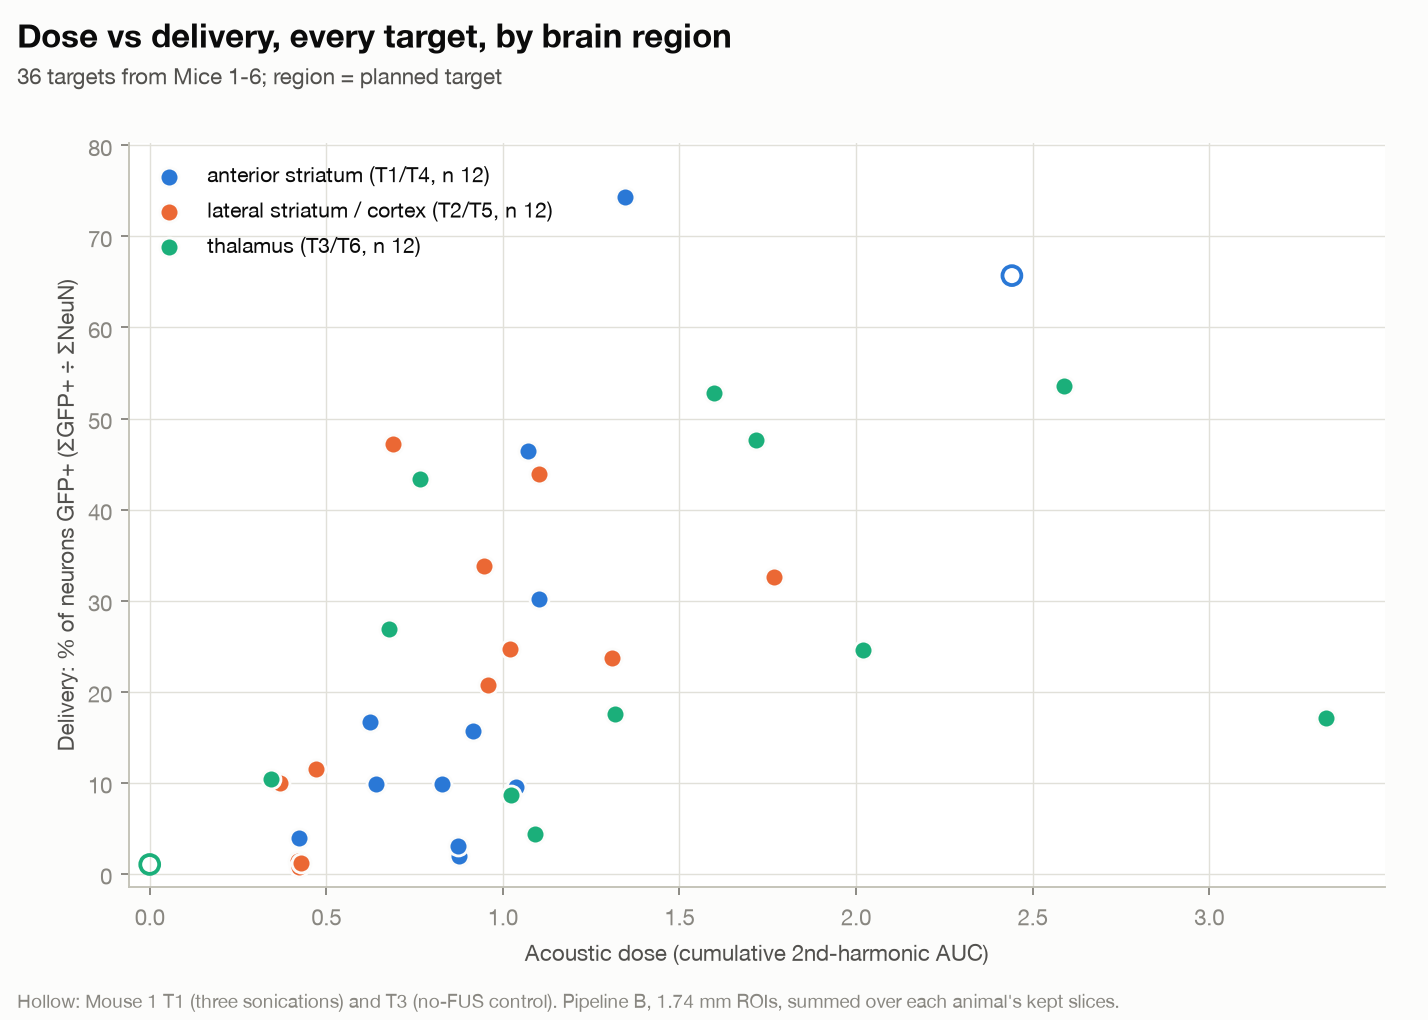 Dose vs delivery, every target, by brain region
36 targets from Mice 1-6; region = planned target
anterior striatum (T1/T4, n 12)
lateral striatum / cortex (T2/T5, n 12)
thalamus (T3/T6, n 12)
Delivery: % of neurons GFP+ (ΣGFP+ ÷ ΣNeuN)
80
70
60
50
40
30
20
10
0
0.0 0.5 1.0 1.5 2.0 2.5 3.0
Acoustic dose (cumulative 2nd-harmonic AUC)
Hollow: Mouse 1 T1 (three sonications) and T3 (no-FUS control). Pipeline B, 1.74 mm ROIs, summed over each animal's kept slices.